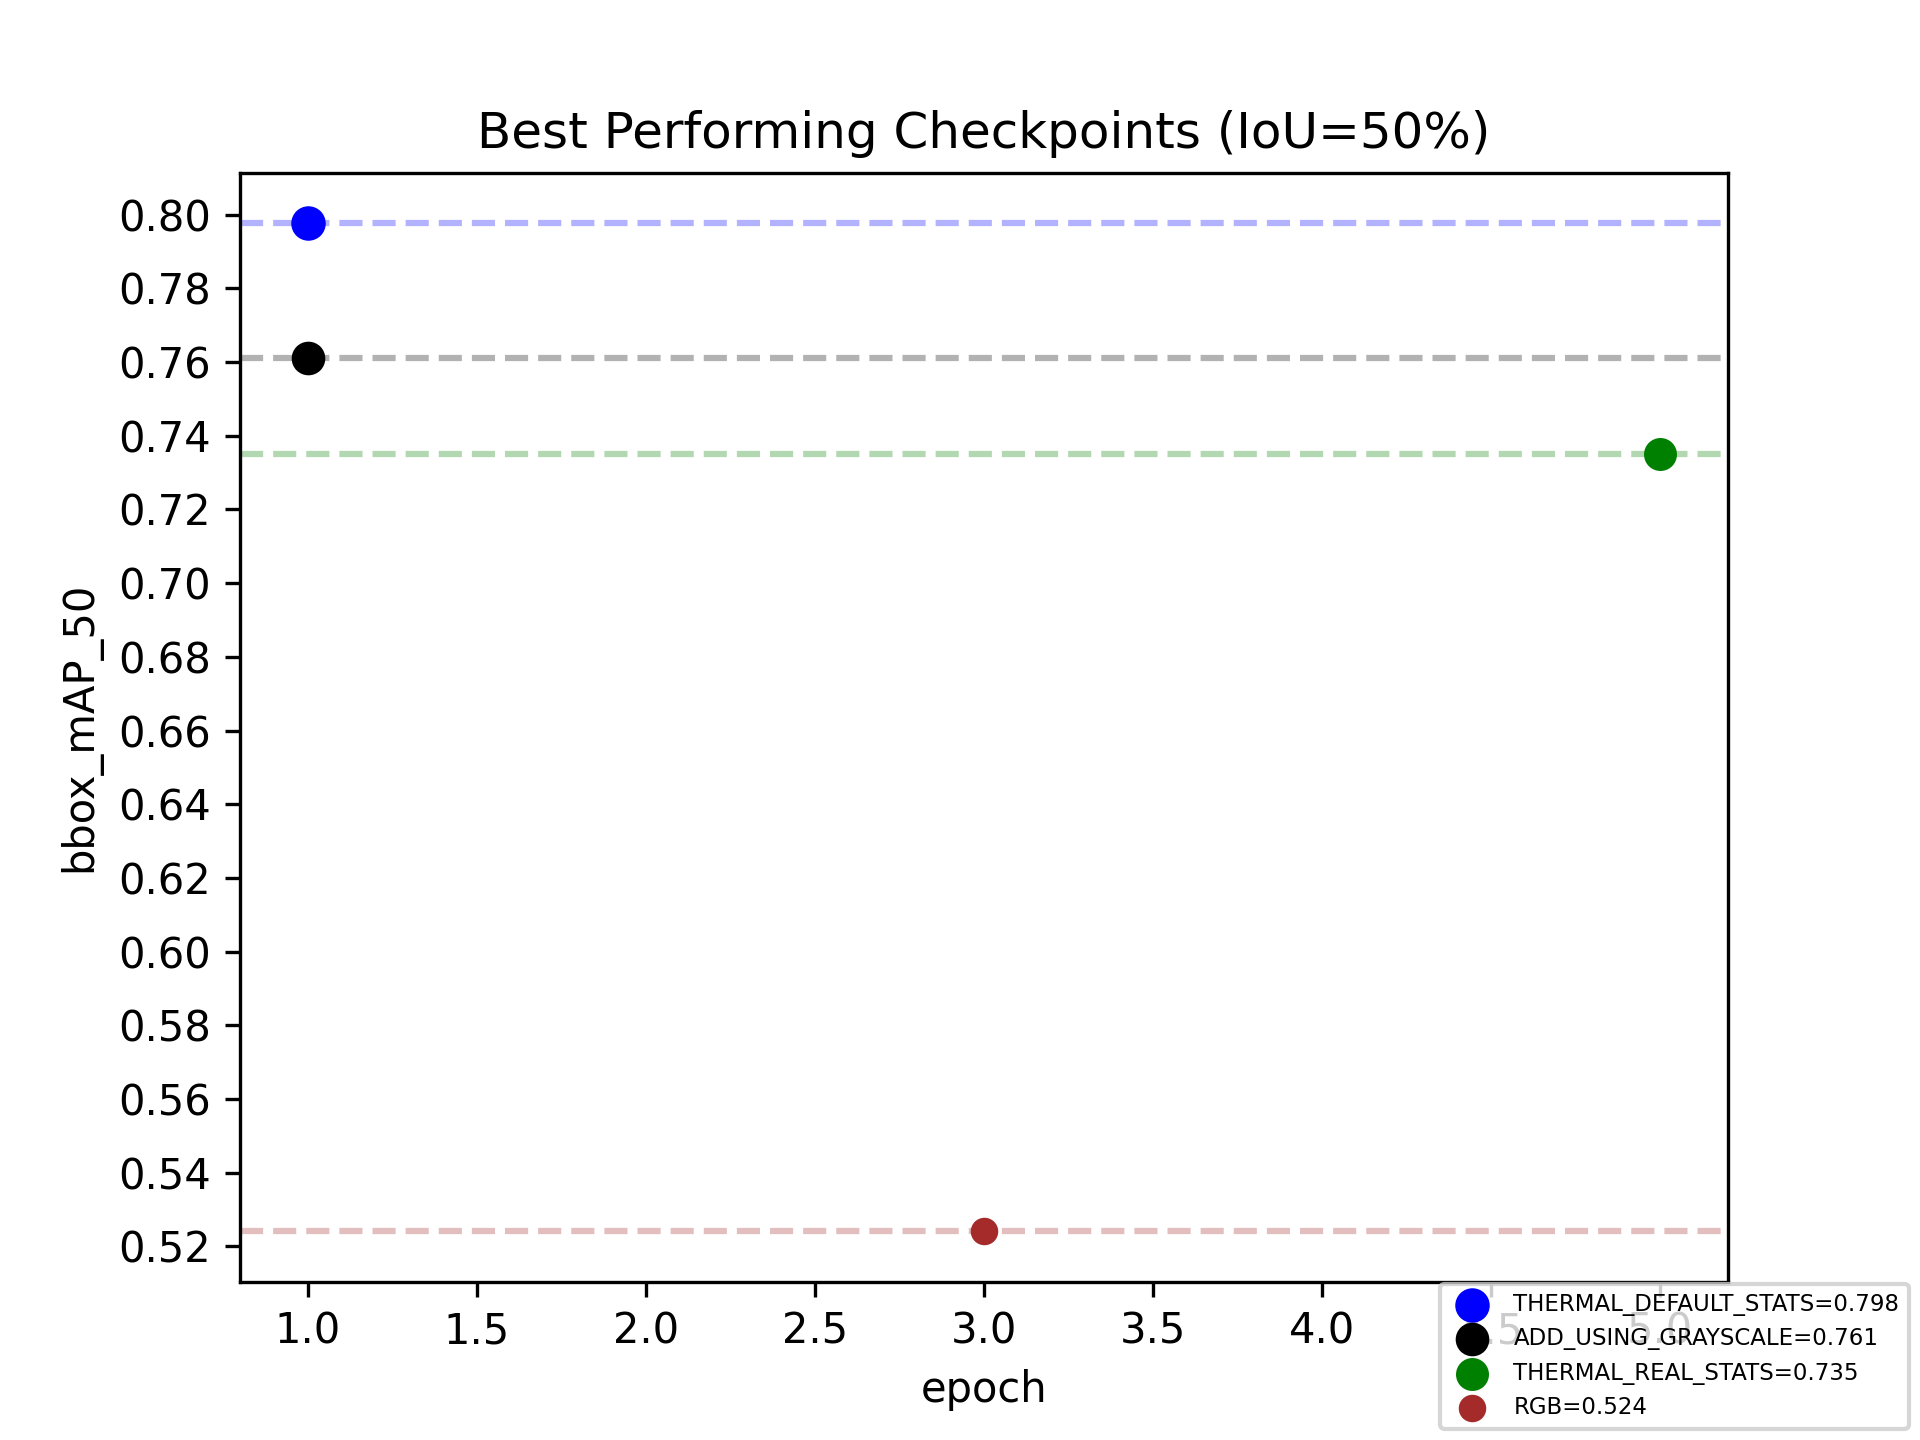 Best Performing Checkpoints (IoU=50%)
bbox_mAP_50
0.80
0.78
0.76
0.74
0.72
0.70
0.68
0.66
0.64
0.62
0.60
0.58
0.56
0.54
0.52
1.0 1.5 2.0 2.5 3.0 3.5 4.0 5.0
epoch
THERMAL_DEFAULT_STATS=0.798
ADD_USING_GRAYSCALE=0.761
THERMAL_REAL_STATS=0.735
RGB=0.524